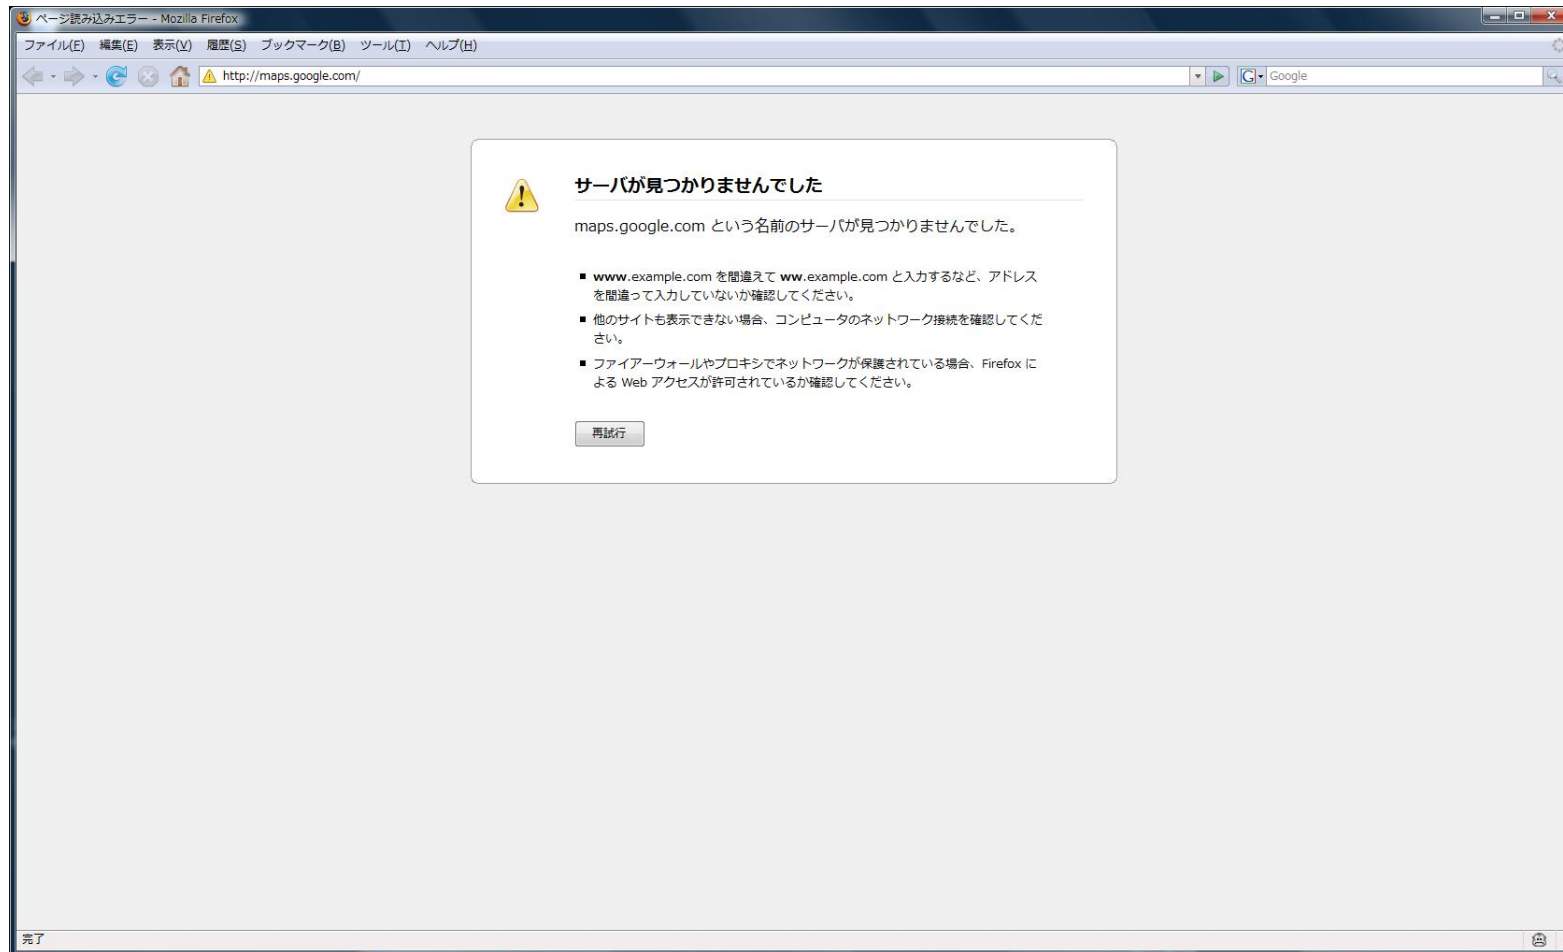 ページ読み込みエラー - Mozilla Firefox
ファイル(F) 編集(E) 表示(V) 履歴(S) ブックマーク(B) ツール(T) ヘルプ(H)
http://maps.google.com/
G Google
サーバが見つかりませんでした
maps.google.com という名前のサーバが見つかりませんでした。
www.example.com を間違えて ww.example.com と入力するなど、アドレス
を間違って入力していないか確認してください。
他のサイトも表示できない場合、コンピュータのネットワーク接続を確認してくだ
さい。
ファイアーウォールやプロキシでネットワークが保護されている場合、Firefox に
よる Web アクセスが許可されているか確認してください。
再試行
完了